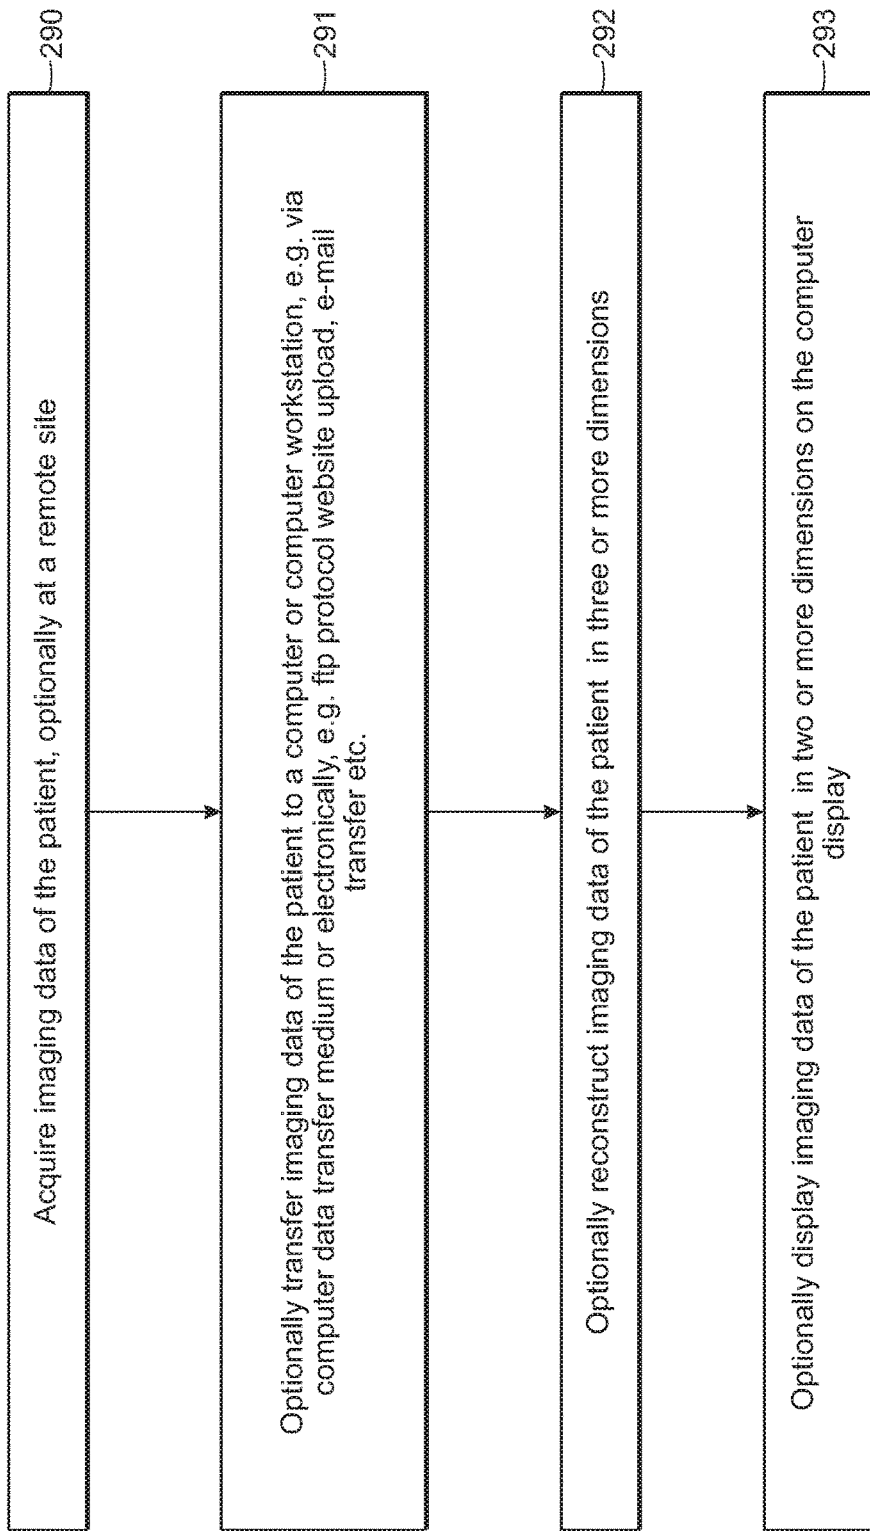 Acquire imaging data of the patient, optionally at a remote site
290
Optionally transfer imaging data of the patient to a computer or computer workstation, e.g. via
computer data transfer medium or electronically, e.g. ftp protocol website upload, e-mail
transfer etc.
291
Optionally reconstruct imaging data of the patient in three or more dimensions
292
Optionally display imaging data of the patient in two or more dimensions on the computer
display
293